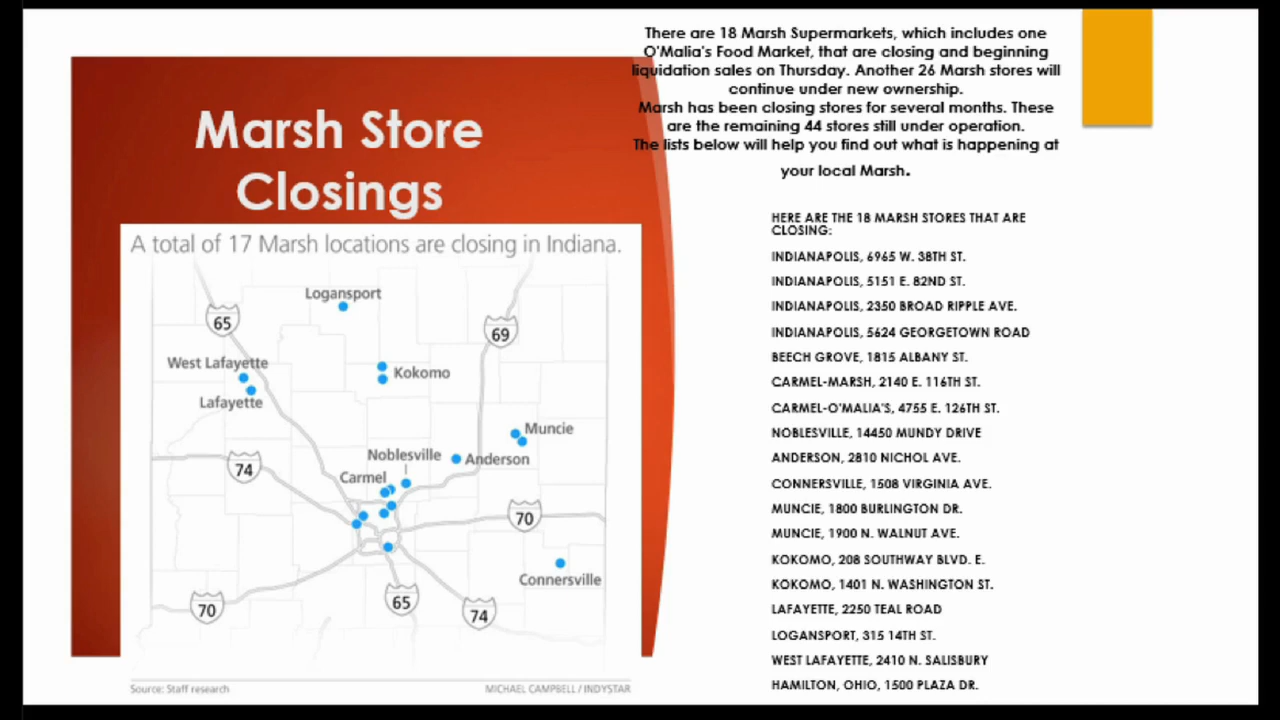 There are 18 Marsh Supermarkets, which includes one
O'Malia's Food Market, that are closing and beginning
liquidation sales on Thursday. Another 26 Marsh stores will
continue under new ownership.
Marsh has been closing stores for several months. These
are the remaining 44 stores still under operation.
The lists below will help you find out what is happening at
your local Marsh.
Marsh Store
Closings
A total of 17 Marsh locations are closing in Indiana.
Logansport
65
69
West Lafayette
Kokomo
Lafayette
Muncie
Noblesville
Anderson
74
Carmel
70
Connersville
70
65
74
Source: Staff research
MICHAEL CAMPBELL / INDYSTAR
HERE ARE THE 18 MARSH STORES THAT ARE
CLOSING:
INDIANAPOLIS, 6965 W. 38TH ST.
INDIANAPOLIS, 5151 E. 82ND ST.
INDIANAPOLIS, 2350 BROAD RIPPLE AVE.
INDIANAPOLIS, 5624 GEORGETOWN ROAD
BEECH GROVE, 1815 ALBANY ST.
CARMEL-MARSH, 2140 E. 116TH ST.
CARMEL-O'MALIA'S, 4755 E. 126TH ST.
NOBLESVILLE, 14450 MUNDY DRIVE
ANDERSON, 2810 NICHOL AVE.
CONNERSVILLE, 1508 VIRGINIA AVE.
MUNCIE, 1800 BURLINGTON DR.
MUNCIE, 1900 N. WALNUT AVE.
KOKOMO, 208 SOUTHWAY BLVD. E.
KOKOMO, 1401 N. WASHINGTON ST.
LAFAYETTE, 2250 TEAL ROAD
LOGANSPORT, 315 14TH ST.
WEST LAFAYETTE, 2410 N. SALISBURY
HAMILTON, OHIO, 1500 PLAZA DR.